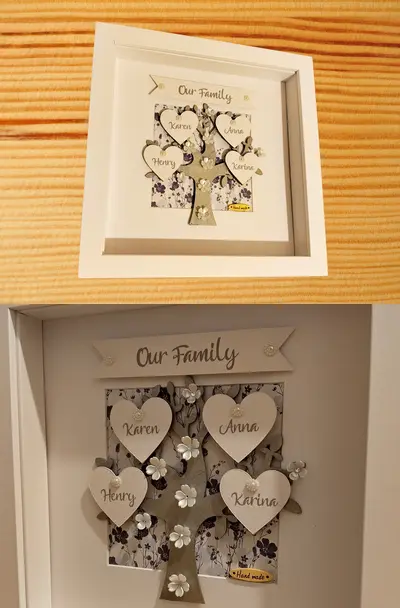 Our Family
Karen
Anna
Henry
Karina
Hand made
Our Family
Karen
Anna
Henry
Karina
Hand made